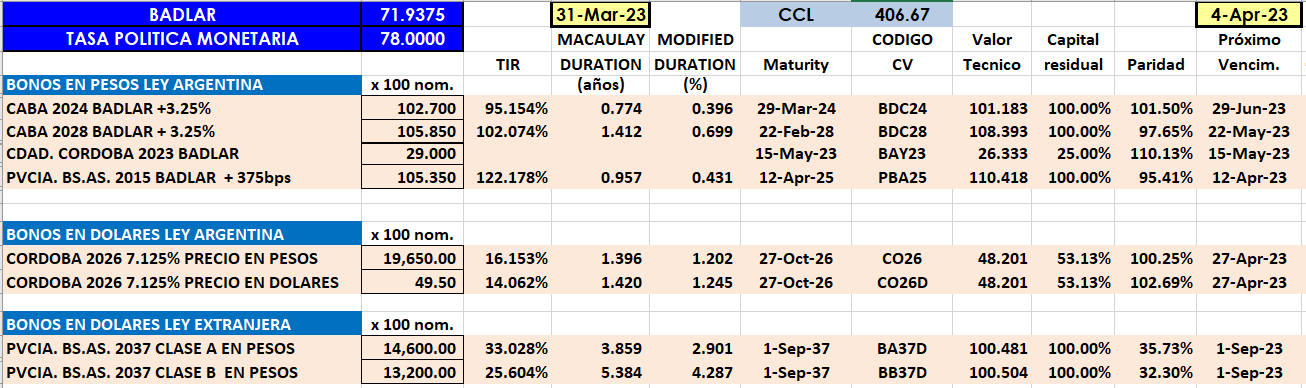 BADLAR 71.9375 31-Mar-23 CCL 406.67 4-Apr-23
TASA POLITICA MONETARIA 78.0000 MACAULAY MODIFIED CODIGO Valor Capital Próximo
TIR DURATION DURATION Maturity CV Tecnico residual Paridad Vencim.
BONOS EN PESOS LEY ARGENTINA x 100 nom. (años) (%)
CABA 2024 BADLAR +3.25% 102.700 95.154% 0.774 0.396 29-Mar-24 BDC24 101.183 100.00% 101.50% 29-Jun-23
CABA 2028 BADLAR + 3.25% 105.850 102.074% 1.412 0.699 22-Feb-28 BDC28 108.393 100.00% 97.65% 22-May-23
CDAD. CORDOBA 2023 BADLAR 29.000 15-May-23 BAY23 26.333 25.00% 110.13% 15-May-23
PVCIA. BS.AS. 2015 BADLAR + 375bps 105.350 122.178% 0.957 0.431 12-Apr-25 PBA25 110.418 100.00% 95.41% 12-Apr-23
BONOS EN DOLARES LEY ARGENTINA x 100 nom.
CORDOBA 2026 7.125% PRECIO EN PESOS 19,650.00 16.153% 1.396 1.202 27-Oct-26 CO26 48.201 53.13% 100.25% 27-Apr-23
CORDOBA 2026 7.125% PRECIO EN DOLARES 49.50 14.062% 1.420 1.245 27-Oct-26 CO26D 48.201 53.13% 102.69% 27-Apr-23
BONOS EN DOLARES LEY EXTRANJERA x 100 nom.
PVCIA. BS.AS. 2037 CLASE A EN PESOS 14,600.00 33.028% 3.859 2.901 1-Sep-37 BA37D 100.481 100.00% 35.73% 1-Sep-23
PVCIA. BS.AS. 2037 CLASE B EN PESOS 13,200.00 25.604% 5.384 4.287 1-Sep-37 BB37D 100.504 100.00% 32.30% 1-Sep-23